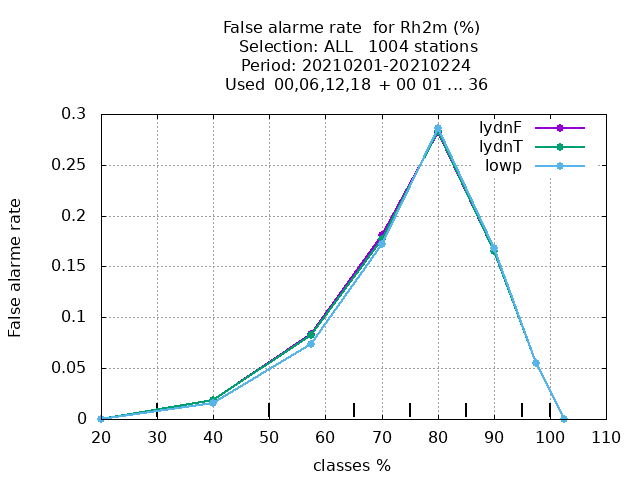 False alarme rate  for Rh2m (%)
Selection: ALL   1004 stations
Period: 20210201-20210224
Used  00,06,12,18  + 00 01 ... 36
0.3
0.25
0.2
0.15
0.1
0.05
0
False alarme rate
lydnF
lydnT
lowp
20 30 40 50 60 70 80 90 100 110
classes %